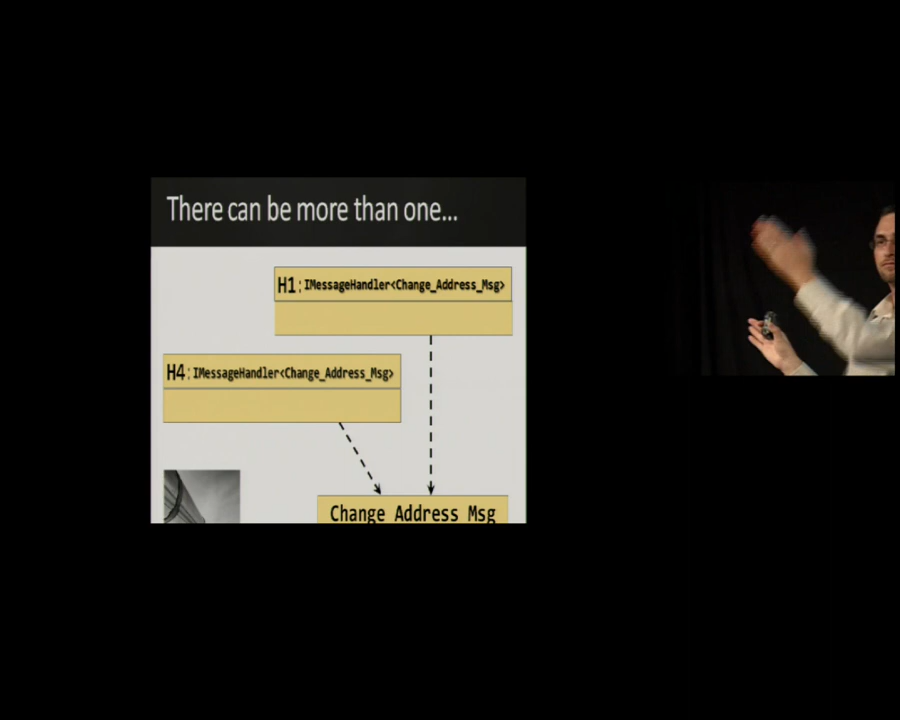 There can be more than one...
H1: IMessageHandler<Change_Address_Msg>
H4: IMessageHandler<Change_Address_Msg>
Change Address Msg